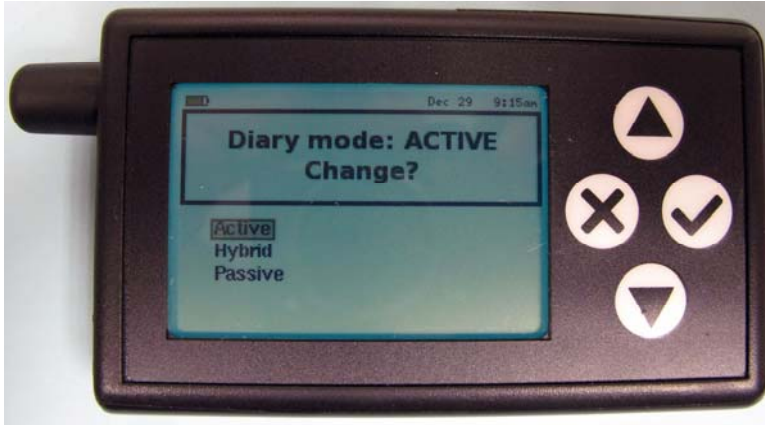 Dec 29 9:15am
Diary mode: ACTIVE
Change?
Active
Hybrid
Passive